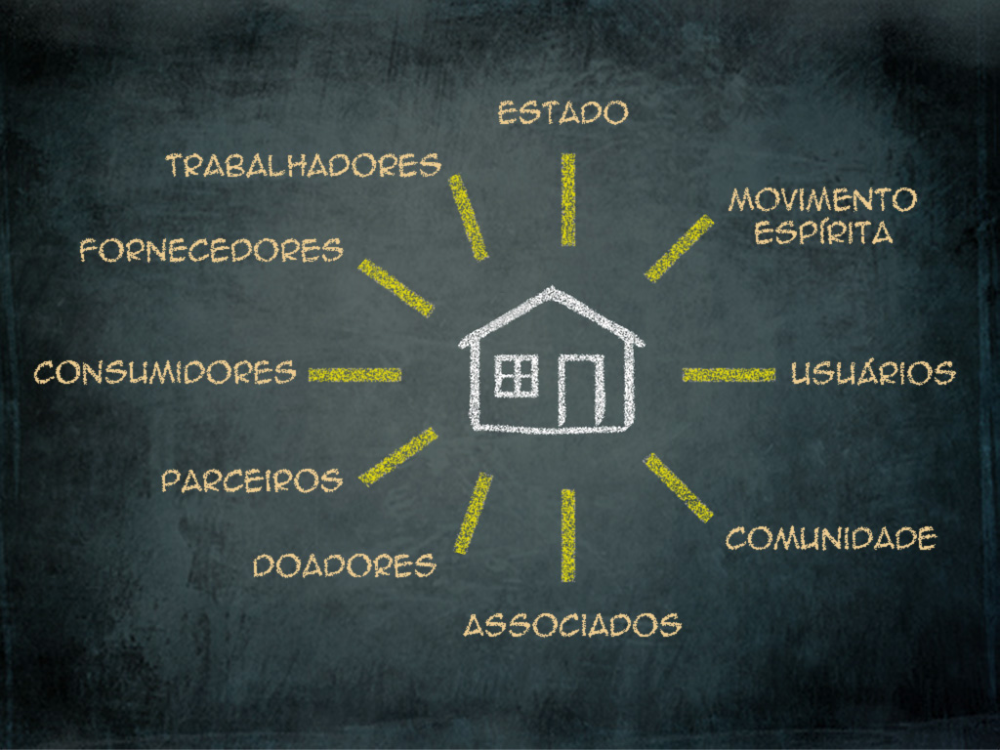 ESTADO
TRABALHADORES
MOVIMENTO
ESPÍRITA
FORNECEDORES
CONSUMIDORES
USUÁRIOS
PARCEIROS
COMUNIDADE
DOADORES
ASSOCIADOS